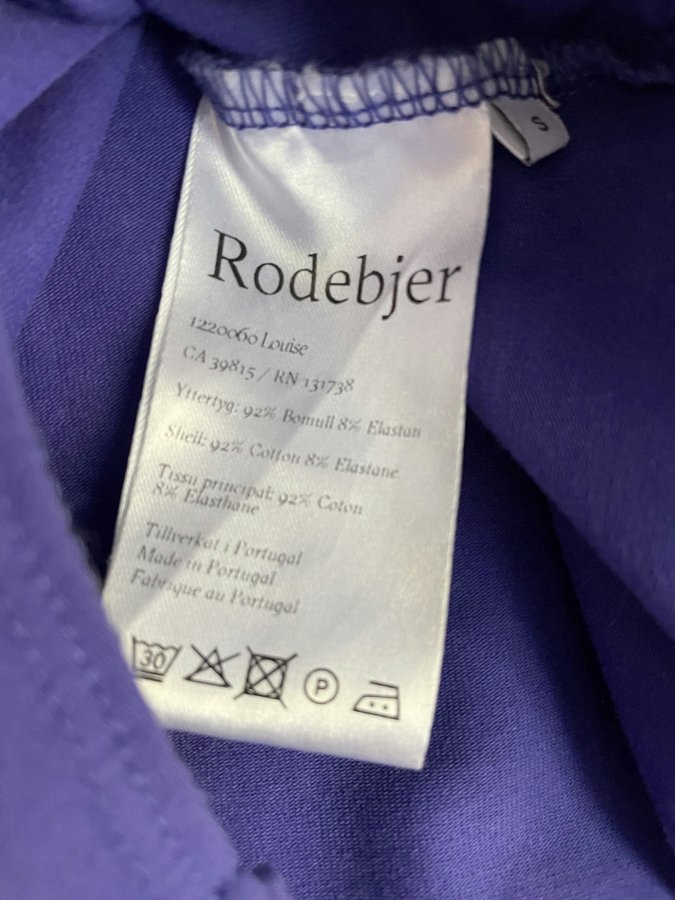 S
Rodebjer
1220060 Louise
CA 39815 / RN 131738
Yttertyg: 92% Bomull 8% Elastan
Shell: 92% Cotton 8% Elastane
Tissu principal: 92% Coton
8% Elasthane
Tillverkat i Portugal
Made in Portugal
Fabrique au Portugal
30 P